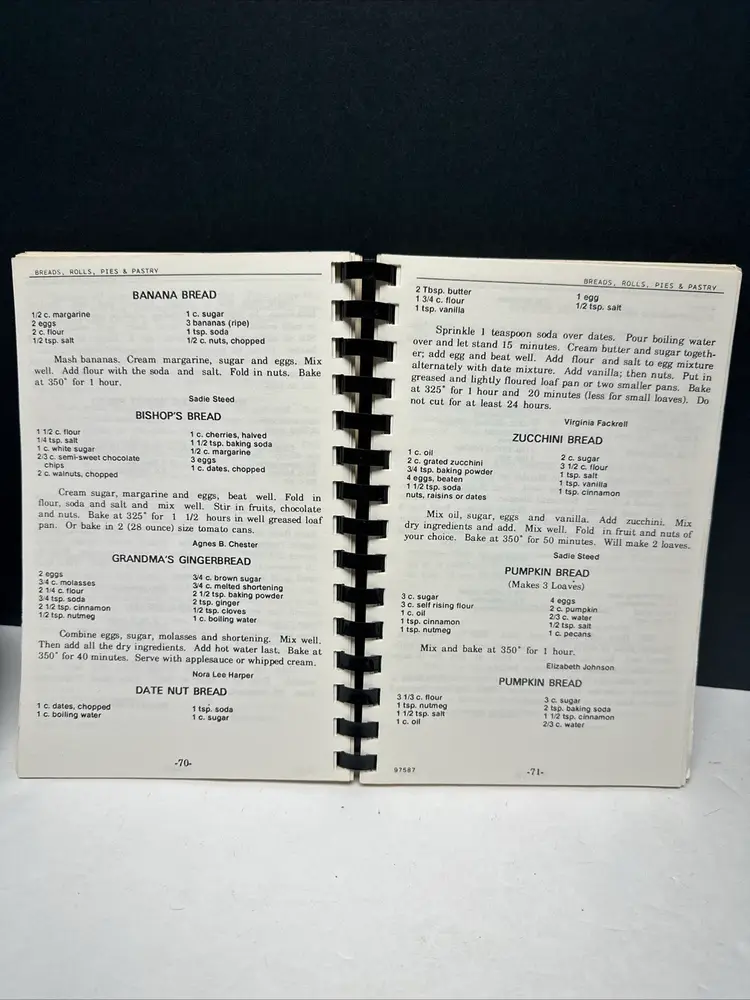 BREADS, ROLLS, PIES & PASTRY
BANANA BREAD
1/2 c. margarine
2 eggs
2 c. flour
1/2 tsp. salt
1 c. sugar
3 bananas (ripe)
1 tsp. soda
1/2 c. nuts, chopped
Mash bananas. Cream margarine, sugar and eggs. Mix
well. Add flour with the soda and salt. Fold in nuts. Bake
at 350° for 1 hour.
Sadie Steed
BISHOP'S BREAD
1 1/2 c. flour
1/4 tsp. salt
1 c. white sugar
2/3 c. semi-sweet chocolate
chips
2 c. walnuts, chopped
1 c. cherries, halved
1 1/2 tsp. baking soda
1/2 c. margarine
3 eggs
1 c. dates, chopped
Cream sugar, margarine and eggs, beat well. Fold in
flour, soda and salt and mix well. Stir in fruits, chocolate
and nuts. Bake at 325° for 1 1/2 hours in well greased loaf
pan. Or bake in 2 (28 ounce) size tomato cans.
Agnes B. Chester
GRANDMA'S GINGERBREAD
2 eggs
3/4 c. molasses
2 1/4 c. flour
3/4 tsp. soda
2 1/2 tsp. cinnamon
1/2 tsp. nutmeg
3/4 c. brown sugar
3/4 c. melted shortening
2 1/2 tsp. baking powder
2 tsp. ginger
1/2 tsp. cloves
1 c. boiling water
Combine eggs, sugar, molasses and shortening. Mix well.
Then add all the dry ingredients. Add hot water last. Bake at
350° for 40 minutes. Serve with applesauce or whipped cream.
Nora Lee Harper
DATE NUT BREAD
1 c. dates, chopped
1 c. boiling water
1 tsp. soda
1 c. sugar
-70-
BREADS, ROLLS, PIES & PASTRY
2 Tbsp. butter
1 3/4 c. flour
1 tsp. vanilla
1 egg
1/2 tsp. salt
Sprinkle 1 teaspoon soda over dates. Pour boiling water
over and let stand 15 minutes. Cream butter and sugar togeth-
er; add egg and beat well. Add flour and salt to egg mixture
alternately with date mixture. Add vanilla; then nuts. Put in
greased and lightly floured loaf pan or two smaller pans. Bake
at 325° for 1 hour and 20 minutes (less for small loaves). Do
not cut for at least 24 hours.
Virginia Fackrell
ZUCCHINI BREAD
1 c. oil
2 c. grated zucchini
3/4 tsp. baking powder
4 eggs, beaten
1 1/2 tsp. soda
nuts, raisins or dates
2 c. sugar
3 1/2 c. flour
1 tsp. salt
1 tsp. vanilla
1 tsp. cinnamon
Mix oil, sugar, eggs and vanilla. Add zucchini. Mix
dry ingredients and add. Mix well. Fold in fruit and nuts of
your choice. Bake at 350° for 50 minutes. Will make 2 loaves.
Sadie Steed
PUMPKIN BREAD
(Makes 3 Loaves)
3 c. sugar
3 c. self rising flour
1 c. oil
1 tsp. cinnamon
1 tsp. nutmeg
4 eggs
2 c. pumpkin
2/3 c. water
1/2 tsp. salt
1 c. pecans
Mix and bake at 350° for 1 hour.
Elizabeth Johnson
PUMPKIN BREAD
3 1/3 c. flour
1 tsp. nutmeg
1 1/2 tsp. salt
1 c. oil
3 c. sugar
2 tsp. baking soda
1 1/2 tsp. cinnamon
2/3 c. water
97587
-71-